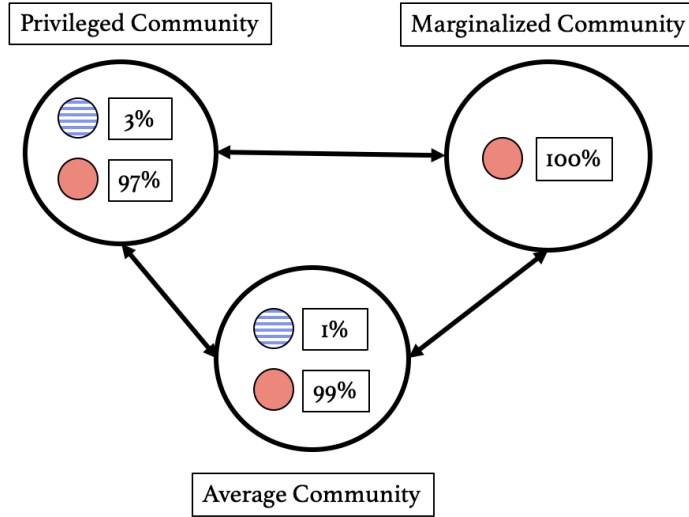 Privileged Community
Marginalized Community
3%
97%
100%
1%
99%
Average Community